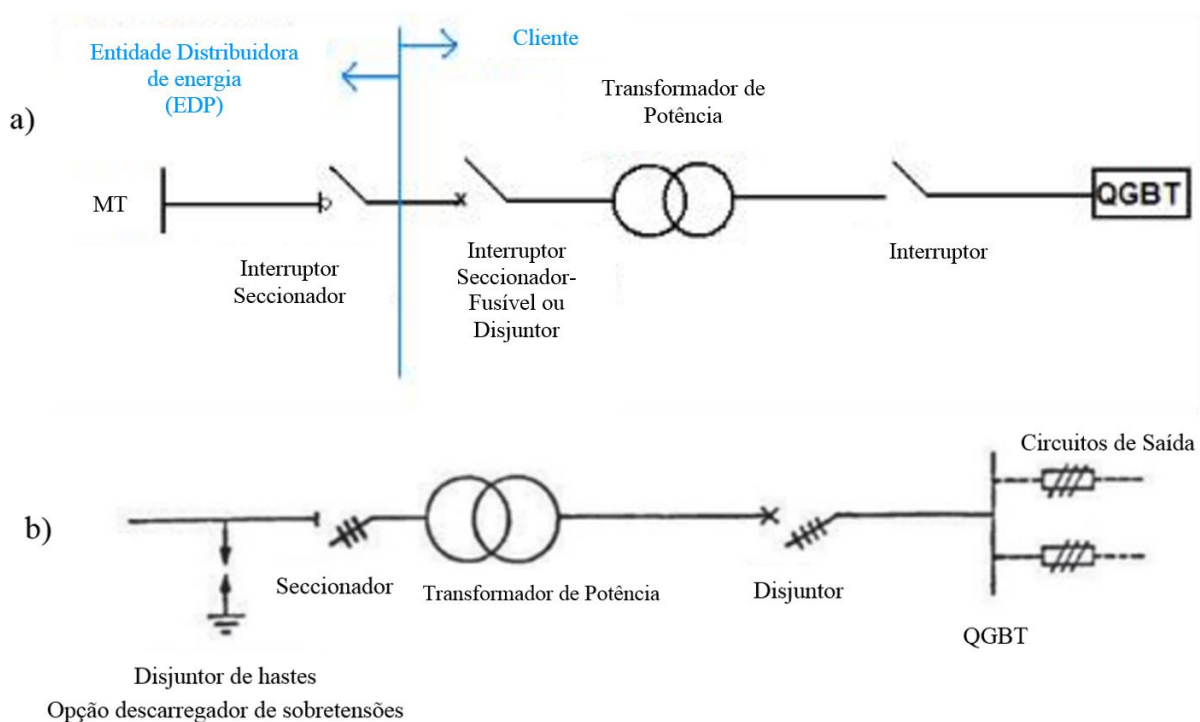 Entidade Distribuidora
de energia
(EDP)
Cliente
a)
Transformador de
Potência
MT
QGBT
Interruptor
Seccionador
Interruptor
Seccionador-
Fusível ou
Disjuntor
Interruptor
Circuitos de Saída
b)
Seccionador
Transformador de Potência
Disjuntor
QGBT
Disjuntor de hastes
Opção descarregador de sobretensões